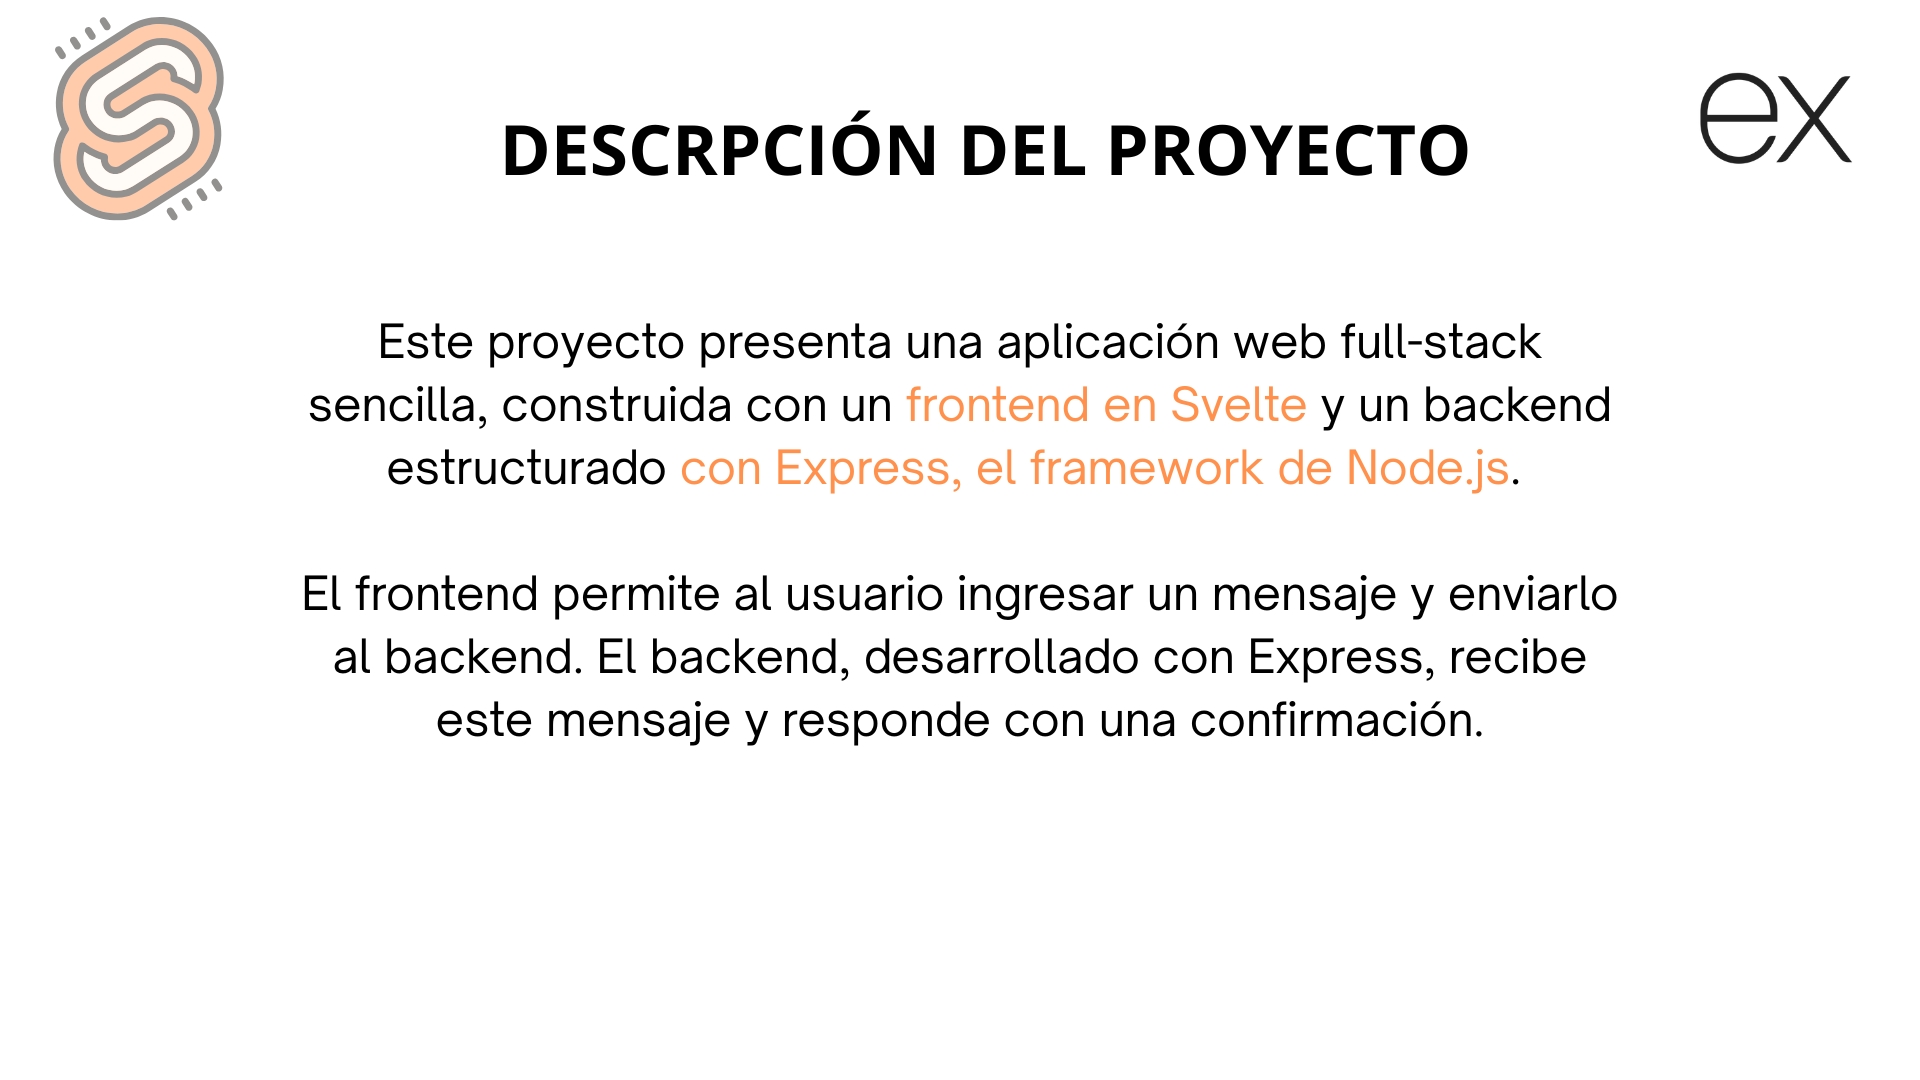 ex
DESCRPCIÓN DEL PROYECTO
Este proyecto presenta una aplicación web full-stack
sencilla, construida con un frontend en Svelte y un backend
estructurado con Express, el framework de Node.js.
El frontend permite al usuario ingresar un mensaje y enviarlo
al backend. El backend, desarrollado con Express, recibe
este mensaje y responde con una confirmación.